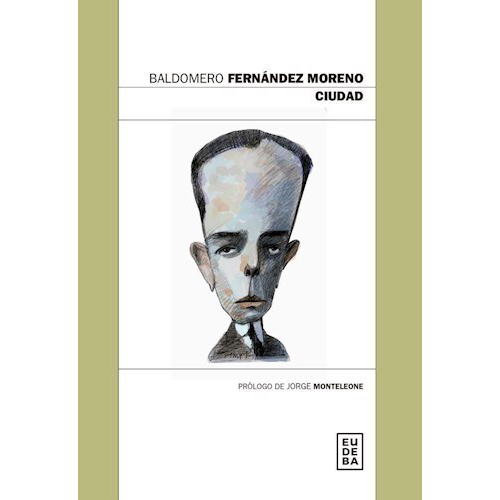 BALDOMERO FERNÁNDEZ MORENO
CIUDAD
PRÓLOGO DE JORGE MONTELEONE
EU
DE
BA